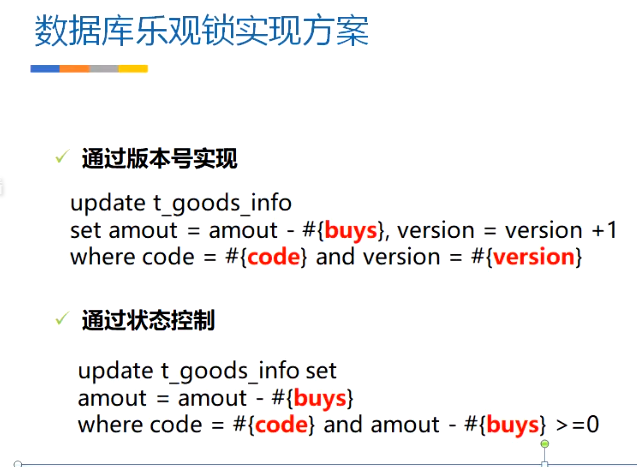 数据库乐观锁实现方案
通过版本号实现
update t_goods_info
set amout = amout - #{buys}, version = version +1
where code = #{code} and version = #{version}
通过状态控制
update t_goods_info set
amout = amout - #{buys}
where code = #{code} and amout - #{buys} >=0